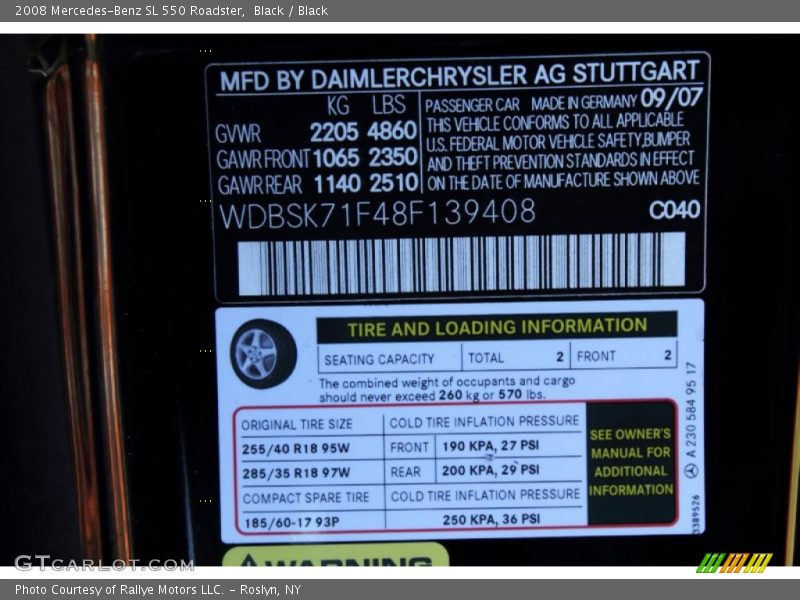 2008 Mercedes-Benz SL 550 Roadster,  Black / Black
MFD BY DAIMLERCHRYSLER AG STUTTGART
KG LBS
GVWR 2205 4860
GAWR FRONT 1065 2350
GAWR REAR 1140 2510
PASSENGER CAR MADE IN GERMANY 09/07
THIS VEHICLE CONFORMS TO ALL APPLICABLE
U.S. FEDERAL MOTOR VEHICLE SAFETY,BUMPER
AND THEFT PREVENTION STANDARDS IN EFFECT
ON THE DATE OF MANUFACTURE SHOWN ABOVE
WDBSK71F48F139408 C040
TIRE AND LOADING INFORMATION
SEATING CAPACITY TOTAL 2 FRONT 2
The combined weight of occupants and cargo
should never exceed 260 kg or 570 lbs.
ORIGINAL TIRE SIZE COLD TIRE INFLATION PRESSURE
255/40 R18 95W FRONT 190 KPA, 27 PSI
285/35 R18 97W REAR 200 KPA, 29 PSI
COMPACT SPARE TIRE COLD TIRE INFLATION PRESSURE
185/60-17 93P 250 KPA, 36 PSI
SEE OWNER'S
MANUAL FOR
ADDITIONAL
INFORMATION
A 230 584 95 17
3389526
WARNING
GTCARLOT.COM
Photo Courtesy of Rallye Motors LLC. - Roslyn, NY